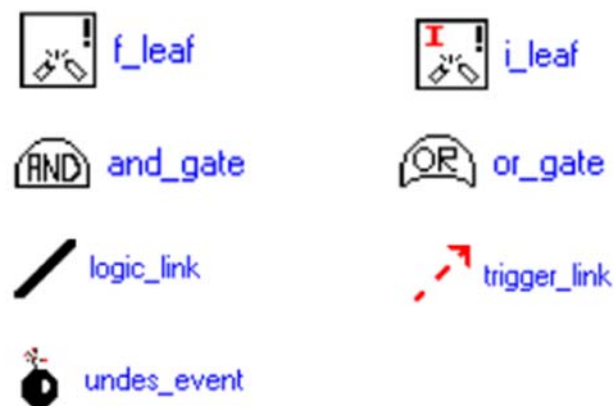 ! f_leaf
I ! i_leaf
AND and_gate
OR or_gate
logic_link
trigger_link
undes_event